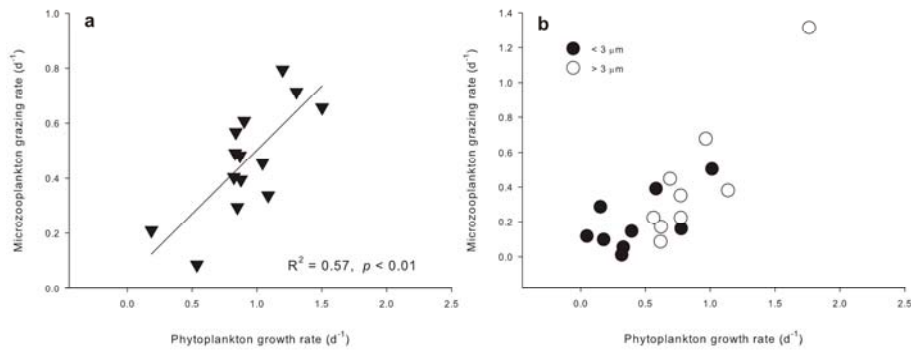 a
1.0
0.8
0.6
0.4
0.2
0.0
Microzooplankton grazing rate (d⁻¹)
R² = 0.57, p < 0.01
0.0 0.5 1.0 1.5 2.0 2.5
Phytoplankton growth rate (d⁻¹)
b
1.4
1.2
1.0
0.8
0.6
0.4
0.2
0.0
Microzooplankton grazing rate (d⁻¹)
< 3 μm
> 3 μm
0.0 0.5 1.0 1.5 2.0 2.5
Phytoplankton growth rate (d⁻¹)